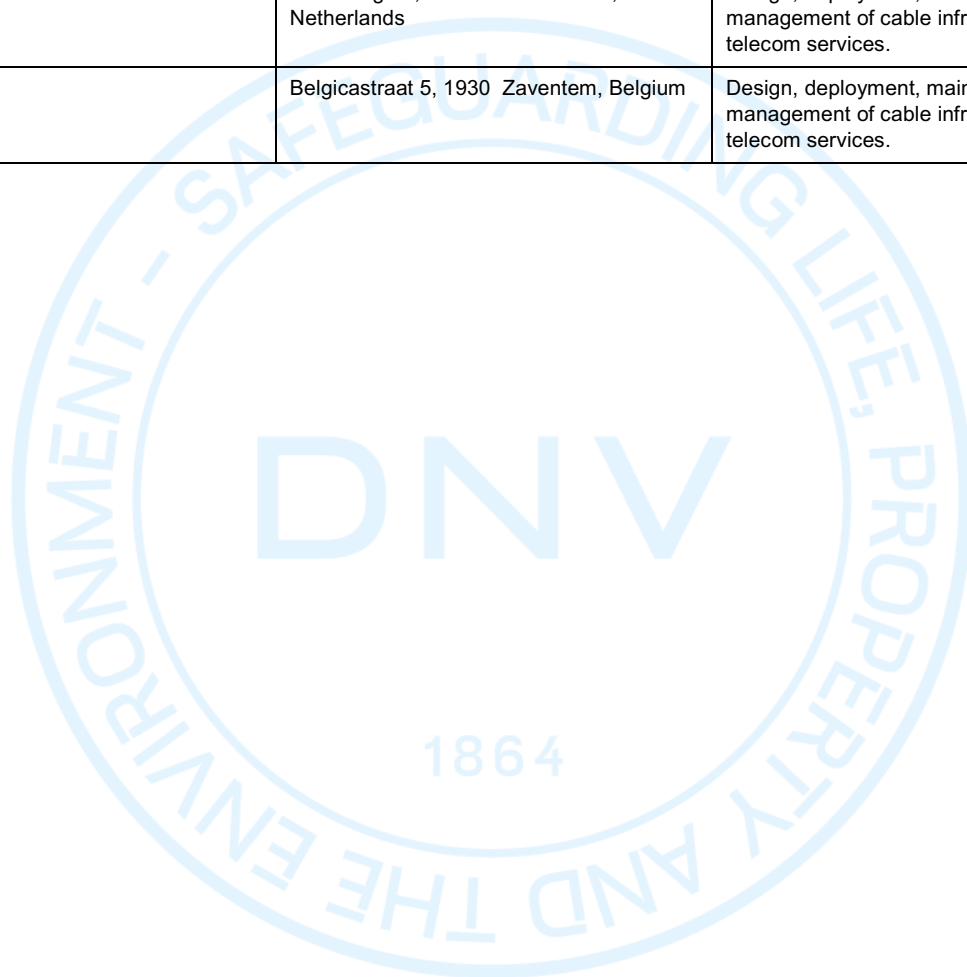 Netherlands
management of cable infr
telecom services.
Belgicastraat 5, 1930 Zaventem, Belgium
Design, deployment, main
management of cable infr
telecom services.
SAFEGUARDING LIFE, PROPERTY AND THE ENVIRONMENT -
DNV
1864